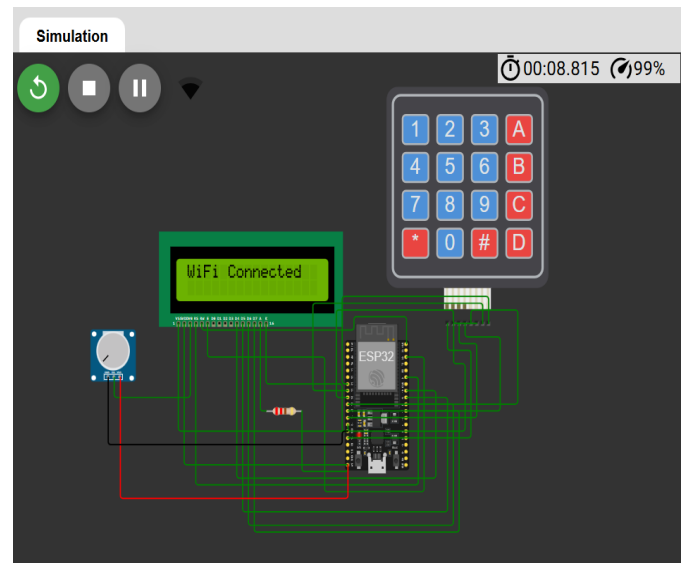 Simulation
00:08.815 99%
1 2 3 A
4 5 6 B
7 8 9 C
* 0 # D
WiFi Connected
ESP32